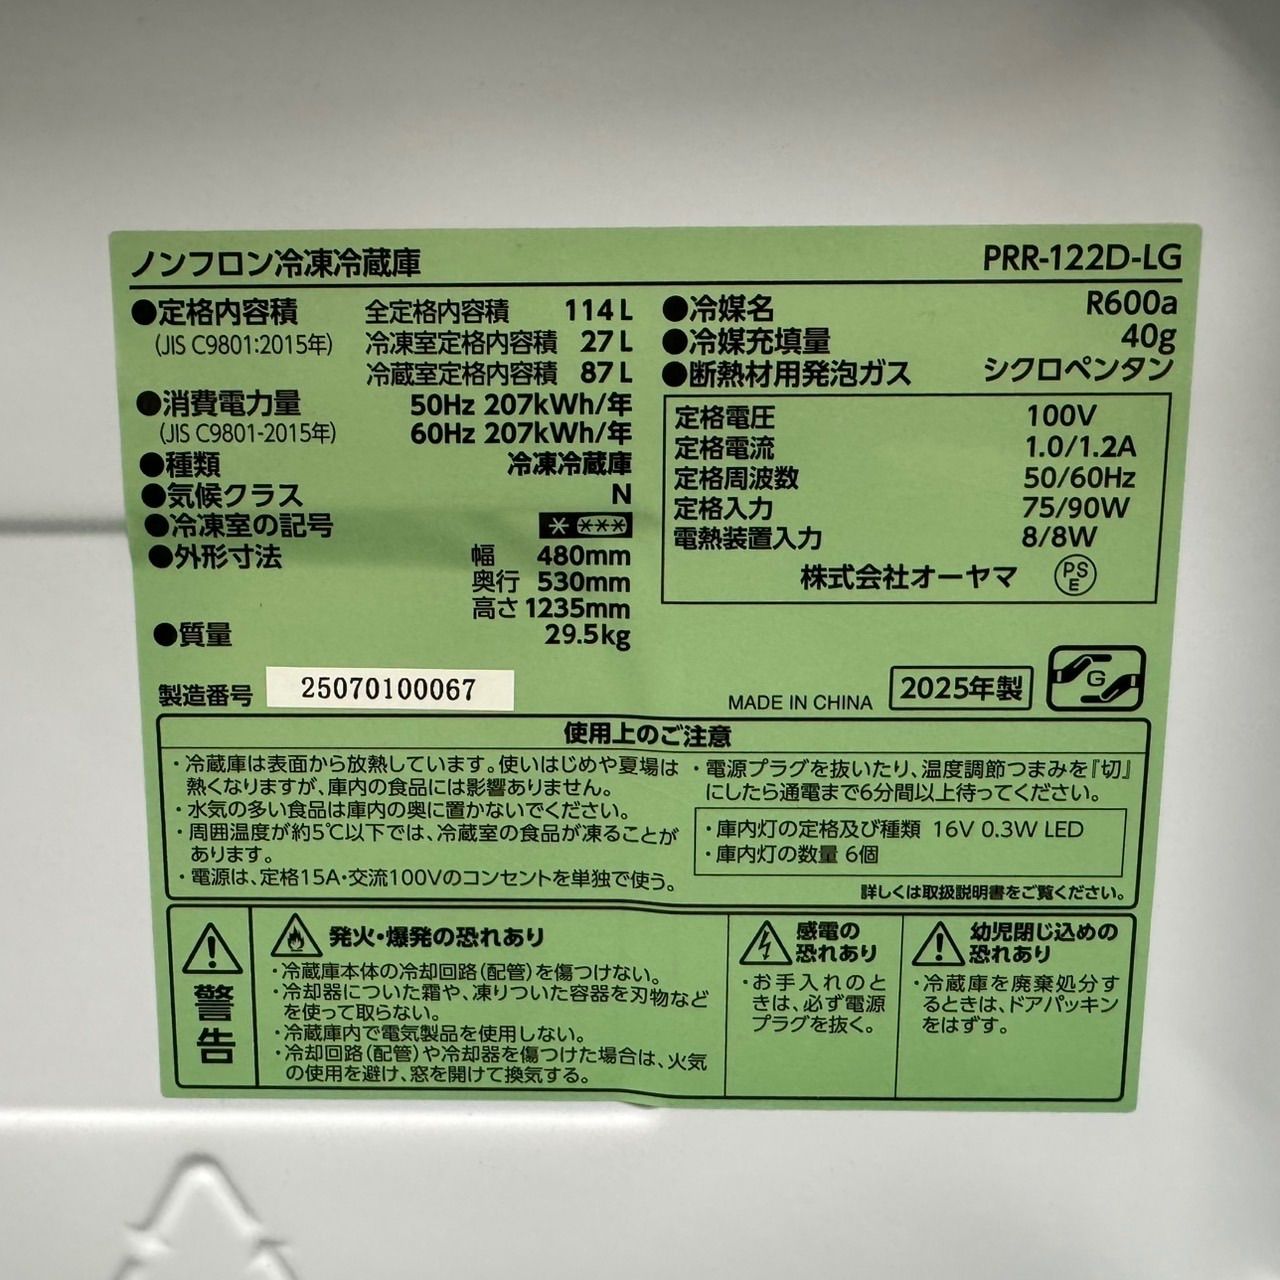 ノンフロン冷凍冷蔵庫 PRR-122D-LG
●定格内容積 全定格内容積 114L
(JIS C9801:2015年) 冷凍室定格内容積 27L
冷蔵室定格内容積 87L
●消費電力量 50Hz 207kWh/年
(JIS C9801-2015年) 60Hz 207kWh/年
●種類 冷凍冷蔵庫
●気候クラス N
●冷凍室の記号 * ***
●外形寸法 幅 480mm
奥行 530mm
高さ 1235mm
●質量 29.5kg
●冷媒名 R600a
●冷媒充填量 40g
●断熱材用発泡ガス シクロペンタン
定格電圧 100V
定格電流 1.0/1.2A
定格周波数 50/60Hz
定格入力 75/90W
電熱装置入力 8/8W
株式会社オーヤマ PSE
製造番号 25070100067
MADE IN CHINA 2025年製 G
使用上のご注意
・冷蔵庫は表面から放熱しています。使いはじめや夏場は
熱くなりますが、庫内の食品には影響ありません。
・水気の多い食品は庫内の奥に置かないでください。
・周囲温度が約5℃以下では、冷蔵室の食品が凍ることが
あります。
・電源は、定格15A・交流100Vのコンセントを単独で使う。
・電源プラグを抜いたり、温度調節つまみを『切』
にしたら通電まで6分間以上待ってください。
・庫内灯の定格及び種類 16V 0.3W LED
・庫内灯の数量 6個
詳しくは取扱説明書をご覧ください。
警告
発火・爆発の恐れあり
・冷蔵庫本体の冷却回路(配管)を傷つけない。
・冷却器についた霜や、凍りついた容器を刃物など
を使って取らない。
・冷蔵庫内で電気製品を使用しない。
・冷却回路(配管)や冷却器を傷つけた場合は、火気
の使用を避け、窓を開けて換気する。
感電の
恐れあり
・お手入れのと
きは、必ず電源
プラグを抜く。
幼児閉じ込めの
恐れあり
・冷蔵庫を廃棄処分す
るときは、ドアパッキン
をはずす。